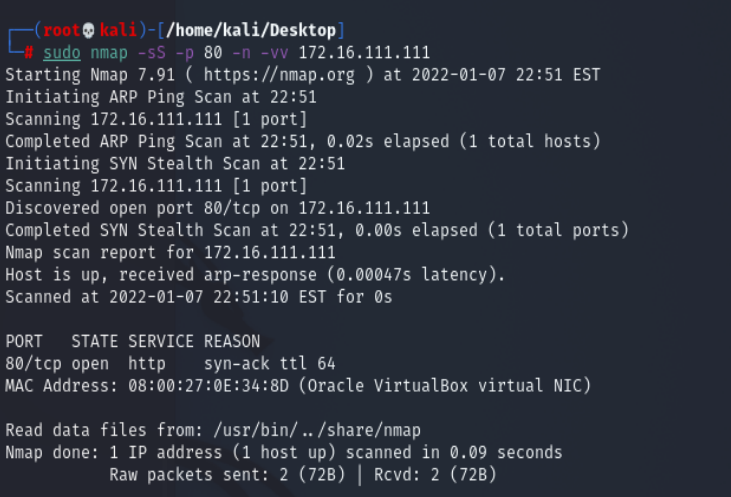 ┌──(root💀kali)-[/home/kali/Desktop]
└─# sudo nmap -sS -p 80 -n -vv 172.16.111.111
Starting Nmap 7.91 ( https://nmap.org ) at 2022-01-07 22:51 EST
Initiating ARP Ping Scan at 22:51
Scanning 172.16.111.111 [1 port]
Completed ARP Ping Scan at 22:51, 0.02s elapsed (1 total hosts)
Initiating SYN Stealth Scan at 22:51
Scanning 172.16.111.111 [1 port]
Discovered open port 80/tcp on 172.16.111.111
Completed SYN Stealth Scan at 22:51, 0.00s elapsed (1 total ports)
Nmap scan report for 172.16.111.111
Host is up, received arp-response (0.00047s latency).
Scanned at 2022-01-07 22:51:10 EST for 0s

PORT   STATE SERVICE REASON
80/tcp open  http    syn-ack ttl 64
MAC Address: 08:00:27:0E:34:8D (Oracle VirtualBox virtual NIC)

Read data files from: /usr/bin/../share/nmap
Nmap done: 1 IP address (1 host up) scanned in 0.09 seconds
           Raw packets sent: 2 (72B) | Rcvd: 2 (72B)